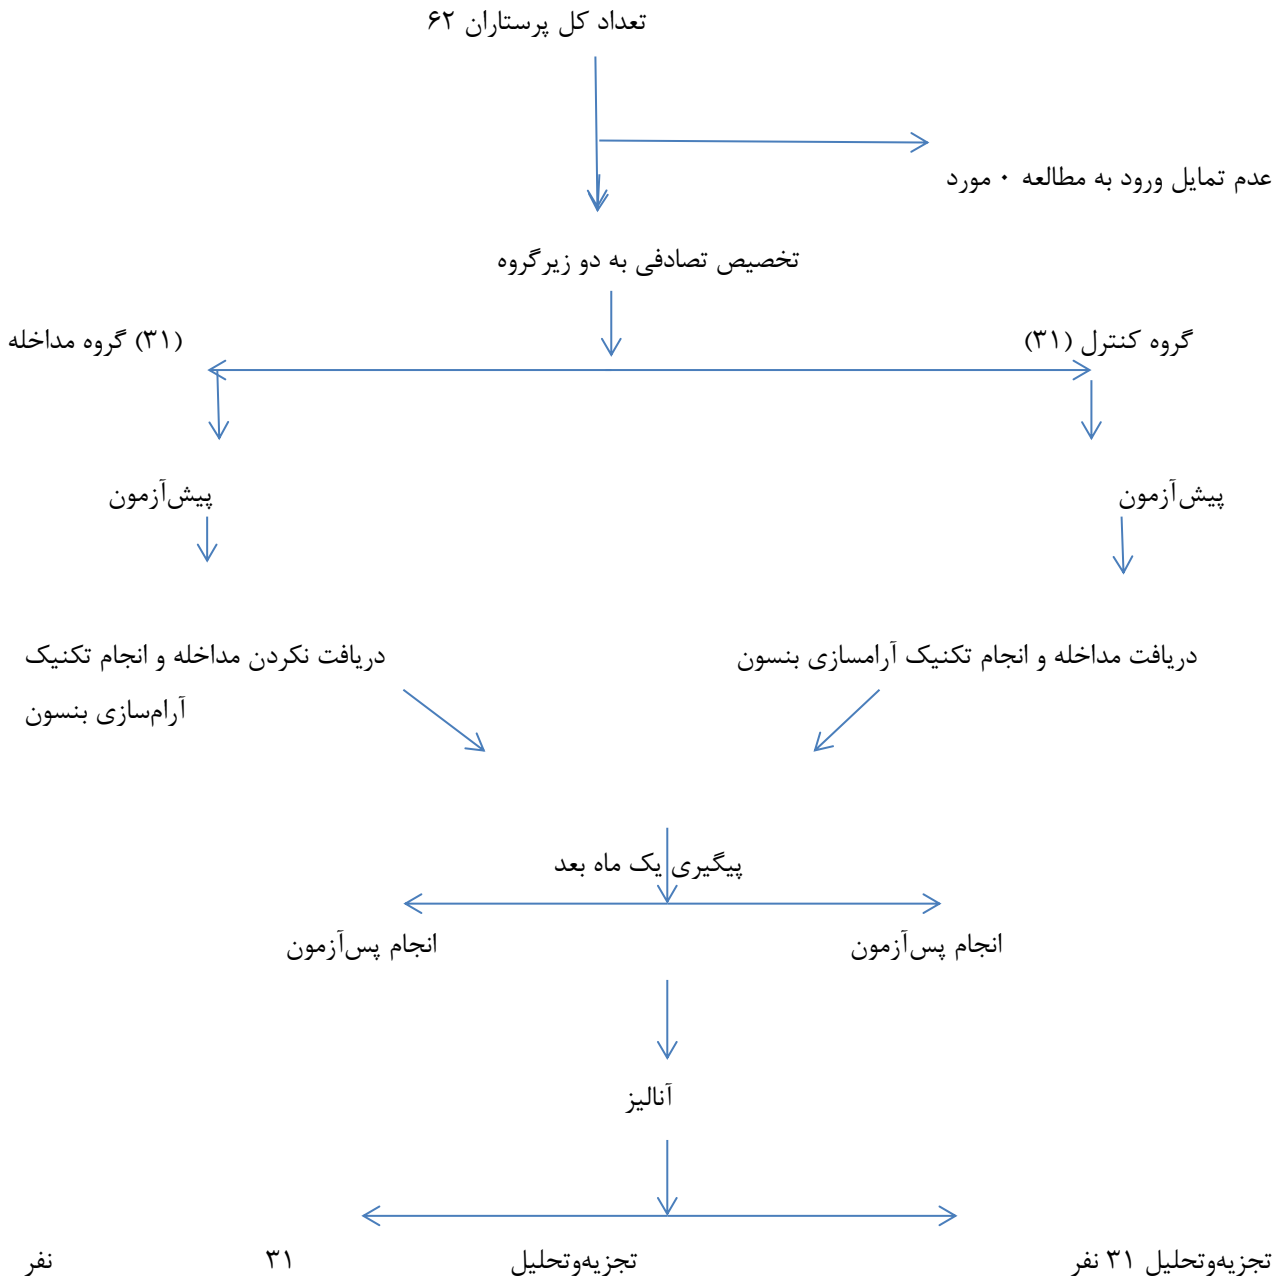 تعداد کل پرستاران ۶۲
عدم تمایل ورود به مطالعه ۰ مورد
تخصیص تصادفی به دو زیرگروه
گروه کنترل (۳۱)
(۳۱) گروه مداخله
پیش‌آزمون
پیش‌آزمون
دریافت مداخله و انجام تکنیک آرامسازی بنسون
دریافت نکردن مداخله و انجام تکنیک
آرام‌سازی بنسون
پیگیری یک ماه بعد
انجام پس‌آزمون
انجام پس‌آزمون
آنالیز
تجزیه‌وتحلیل ۳۱ نفر
تجزیه‌وتحلیل ۳۱ نفر